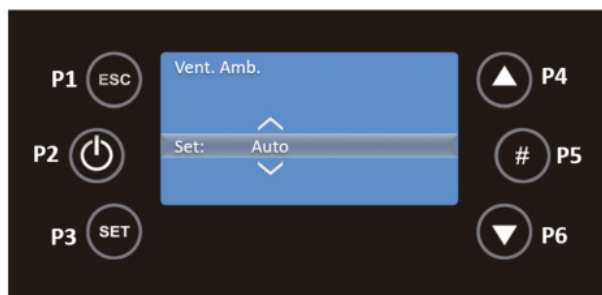 P1 ESC
Vent. Amb.
P4
P2
Set: Auto
# P5
P3 SET
P6